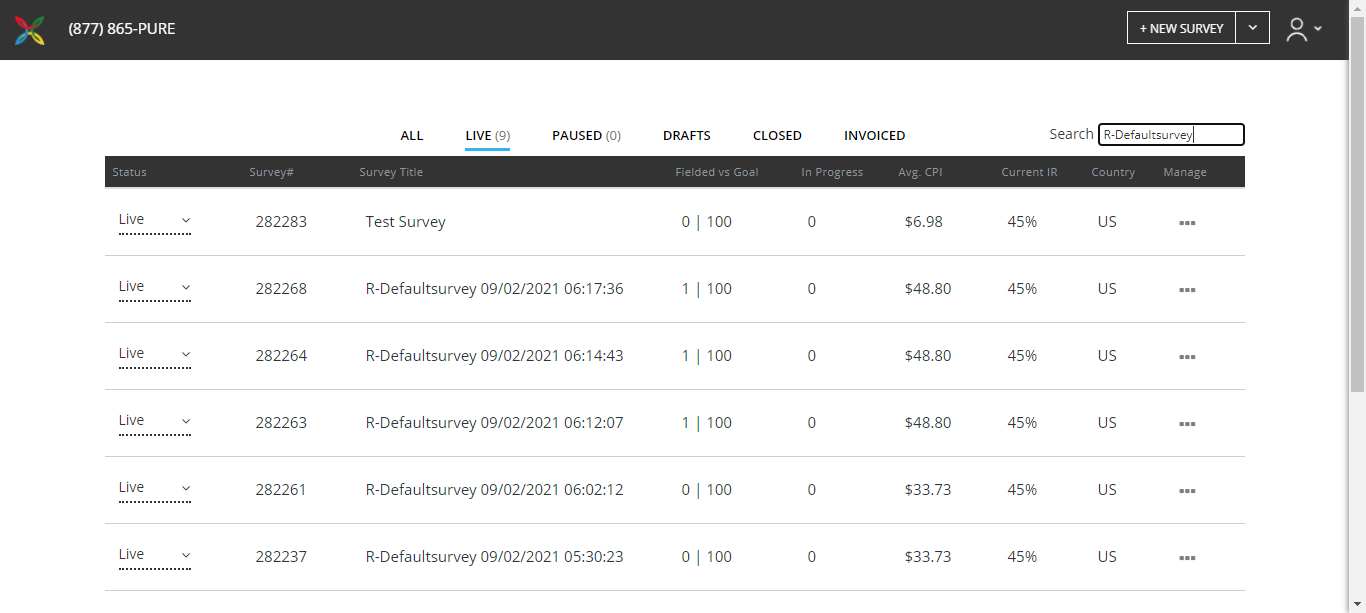 (877) 865-PURE + NEW SURVEY
ALL LIVE (9) PAUSED (0) DRAFTS CLOSED INVOICED Search R-Defaultsurvey
Status Survey# Survey Title Fielded vs Goal In Progress Avg. CPI Current IR Country Manage
Live 282283 Test Survey 0 | 100 0 $6.98 45% US
Live 282268 R-Defaultsurvey 09/02/2021 06:17:36 1 | 100 0 $48.80 45% US
Live 282264 R-Defaultsurvey 09/02/2021 06:14:43 1 | 100 0 $48.80 45% US
Live 282263 R-Defaultsurvey 09/02/2021 06:12:07 1 | 100 0 $48.80 45% US
Live 282261 R-Defaultsurvey 09/02/2021 06:02:12 0 | 100 0 $33.73 45% US
Live 282237 R-Defaultsurvey 09/02/2021 05:30:23 0 | 100 0 $33.73 45% US